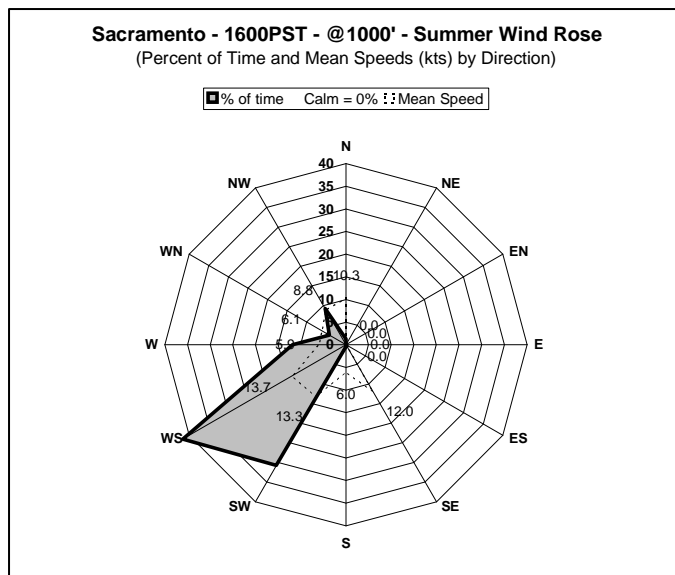 Sacramento - 1600PST - @1000' - Summer Wind Rose
(Percent of Time and Mean Speeds (kts) by Direction)
% of time Calm = 0% Mean Speed
N
NE
EN
E
ES
SE
S
SW
WS
W
WN
NW
40
35
30
25
20
15
10
0
10.3
0.0
0.0
0.0
0.0
12.0
6.0
13.3
13.7
6.1
8.8